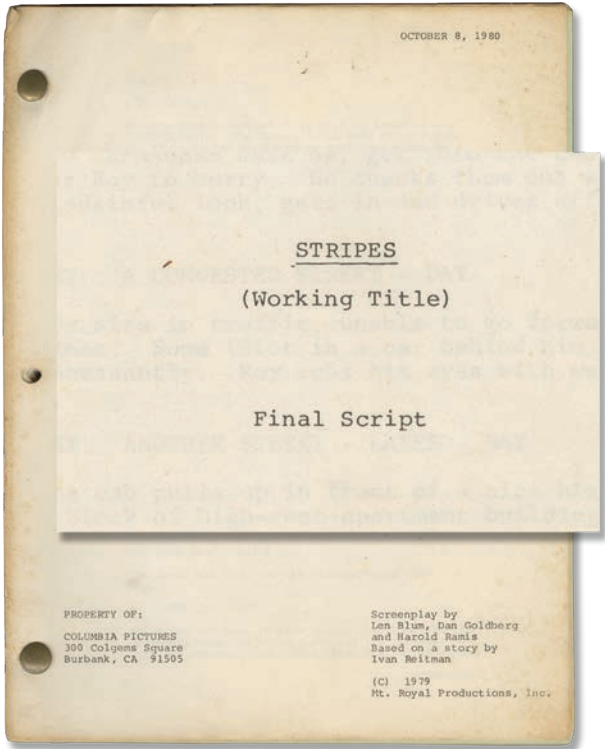 OCTOBER 8, 1980
STRIPES
(Working Title)
Final Script
PROPERTY OF:
COLUMBIA PICTURES
300 Colgems Square
Burbank, CA 91505
Screenplay by
Len Blum, Dan Goldberg
and Harold Ramis
Based on a story by
Ivan Reitman
(C) 1979
Mt. Royal Productions, Inc.